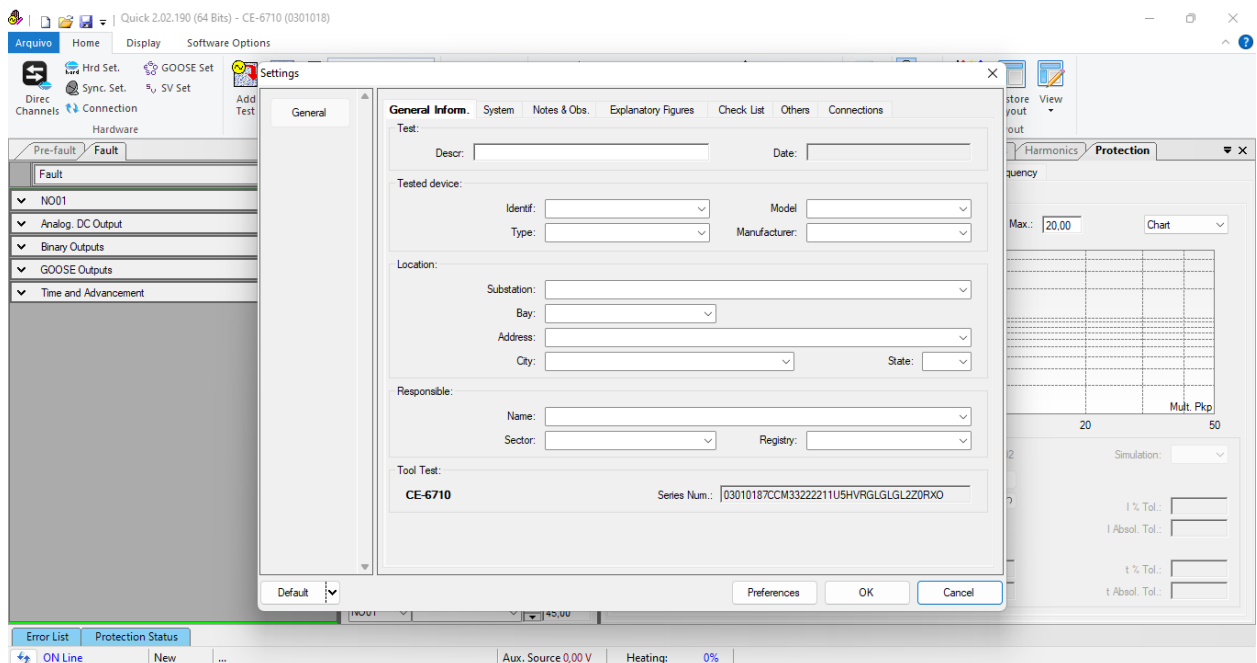 Quick 2.02.190 (64 Bits) - CE-6710 (0301018)
Arquivo Home Display Software Options
Hrd Set. GOOSE Set
Sync. Set. SV Set
Direc Channels Connection
Add Test
Hardware
store View
yout
out
Pre-fault Fault
Harmonics Protection
Fault
quency
NO01
Analog. DC Output
Binary Outputs
GOOSE Outputs
Time and Advancement
Max.: 20,00 Chart
Mult. Pkp
20 50
Simulation:
I % Tol.:
I Absol. Tol.:
t % Tol.:
t Absol. Tol.:
Settings
General
General Inform. System Notes & Obs. Explanatory Figures Check List Others Connections
Test:
Descr: Date:
Tested device:
Identif: Model
Type: Manufacturer:
Location:
Substation:
Bay:
Address:
City: State:
Responsible:
Name:
Sector: Registry:
Tool Test:
CE-6710 Series Num.: 03010187CCM33222211U5HVRGLGLGL2Z0RXO
Default Preferences OK Cancel
NO01 45,00
Error List Protection Status
ON Line New ... Aux. Source 0,00 V Heating: 0%